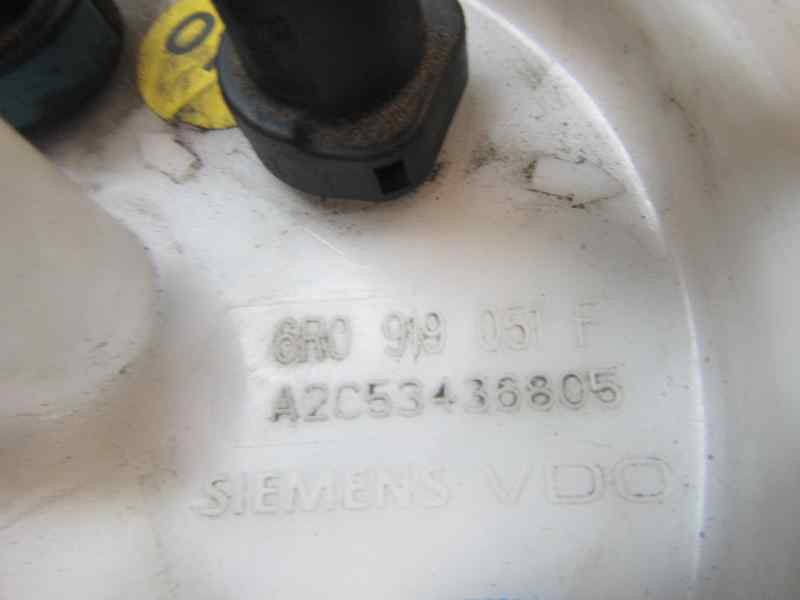 6R0 919 051 F
A2C53436805
SIEMENS VDO